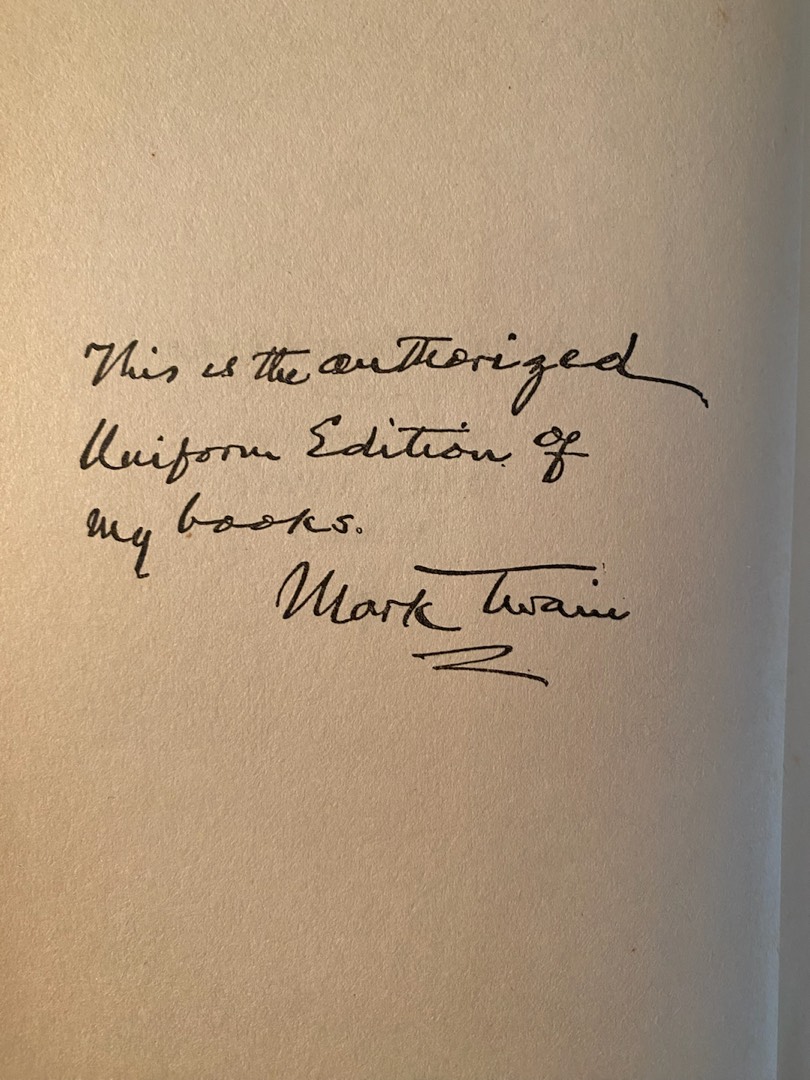 This is the authorized
Uniform Edition of
my books.
Mark Twain